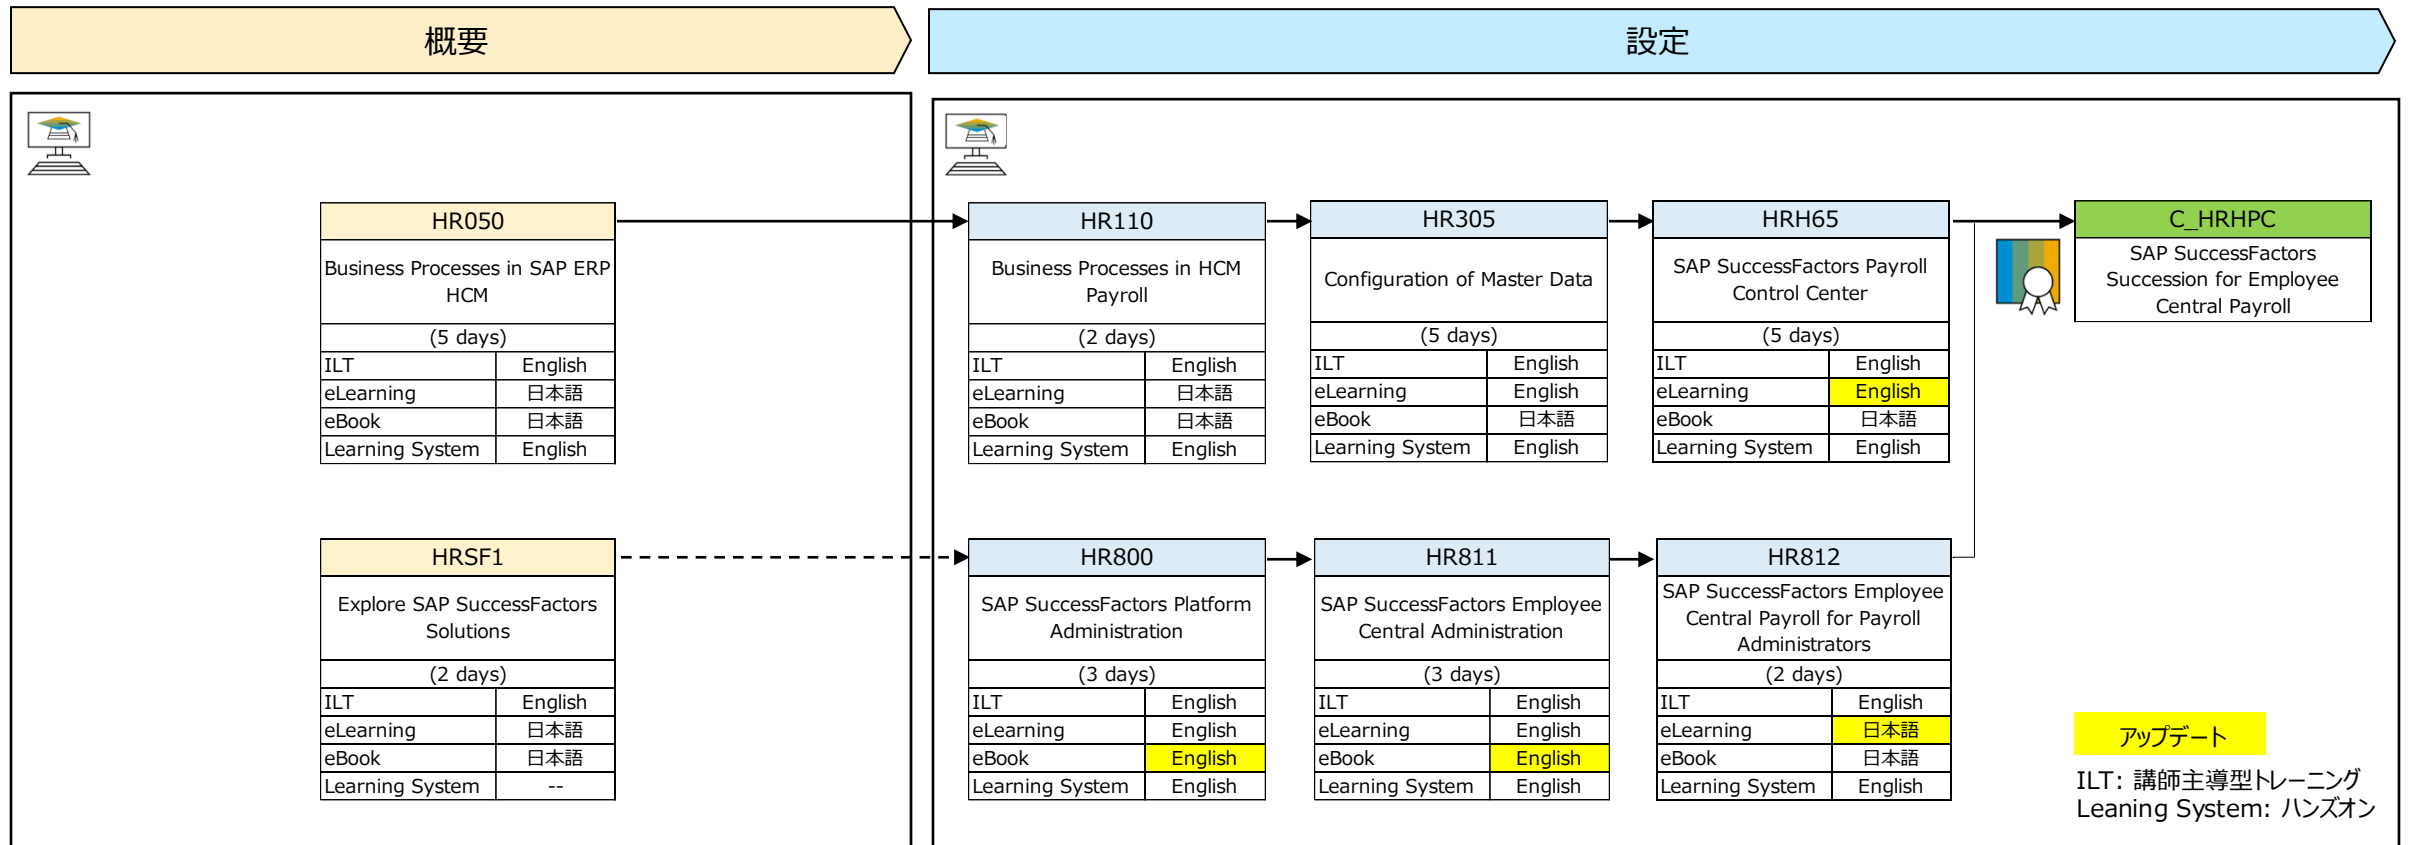 概要
設定
HR050
Business Processes in SAP ERP
HCM
(5 days)
ILT English
eLearning 日本語
eBook 日本語
Learning System English
HR110
Business Processes in HCM
Payroll
(2 days)
ILT English
eLearning 日本語
eBook 日本語
Learning System English
HR305
Configuration of Master Data
(5 days)
ILT English
eLearning English
eBook 日本語
Learning System English
HRH65
SAP SuccessFactors Payroll
Control Center
(5 days)
ILT English
eLearning English
eBook 日本語
Learning System English
C_HRHPC
SAP SuccessFactors
Succession for Employee
Central Payroll
HRSF1
Explore SAP SuccessFactors
Solutions
(2 days)
ILT English
eLearning 日本語
eBook 日本語
Learning System --
HR800
SAP SuccessFactors Platform
Administration
(3 days)
ILT English
eLearning English
eBook English
Learning System English
HR811
SAP SuccessFactors Employee
Central Administration
(3 days)
ILT English
eLearning English
eBook English
Learning System English
HR812
SAP SuccessFactors Employee
Central Payroll for Payroll
Administrators
(2 days)
ILT English
eLearning 日本語
eBook 日本語
Learning System English
アップデート
ILT: 講師主導型トレーニング
Leaning System: ハンズオン